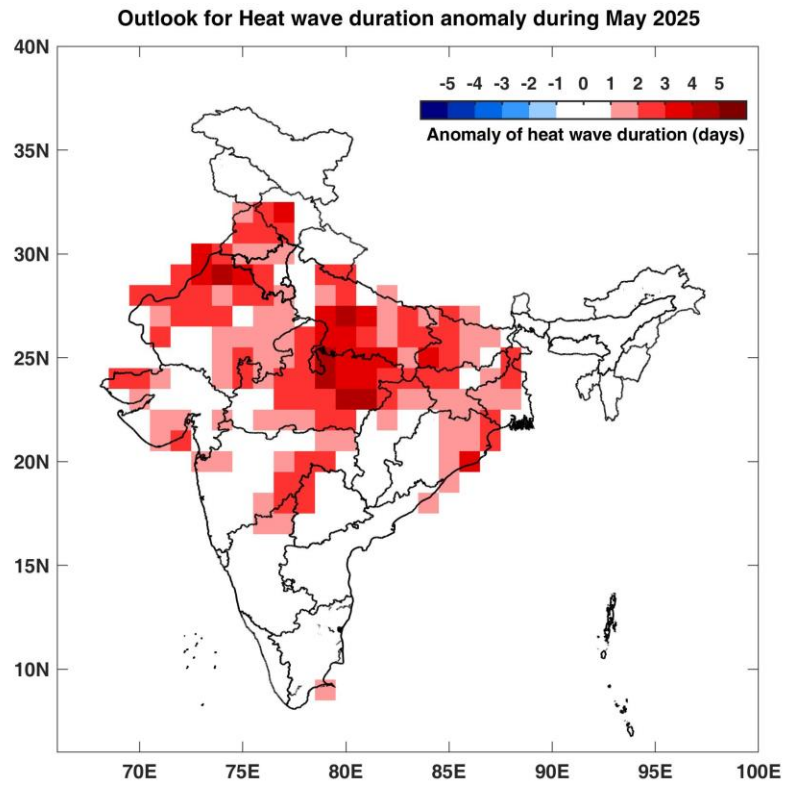 Outlook for Heat wave duration anomaly during May 2025
40N
-5 -4 -3 -2 -1 0 1 2 3 4 5
Anomaly of heat wave duration (days)
35N
30N
25N
20N
15N
10N
70E 75E 80E 85E 90E 95E 100E